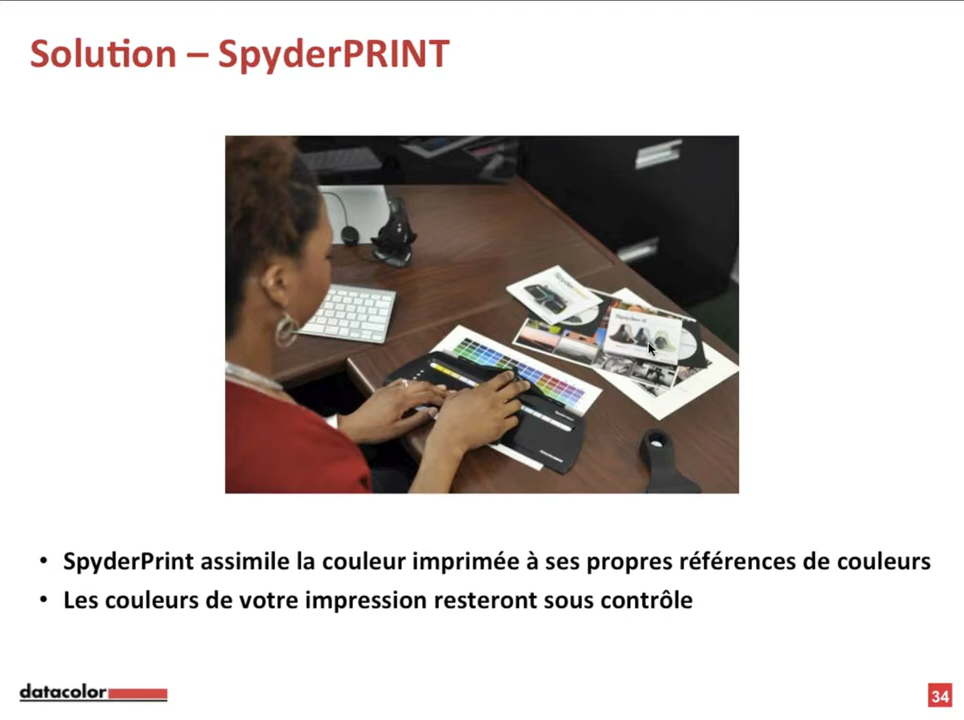 Solution – SpyderPRINT
• SpyderPrint assimile la couleur imprimée à ses propres références de couleurs
• Les couleurs de votre impression resteront sous contrôle
datacolor
34